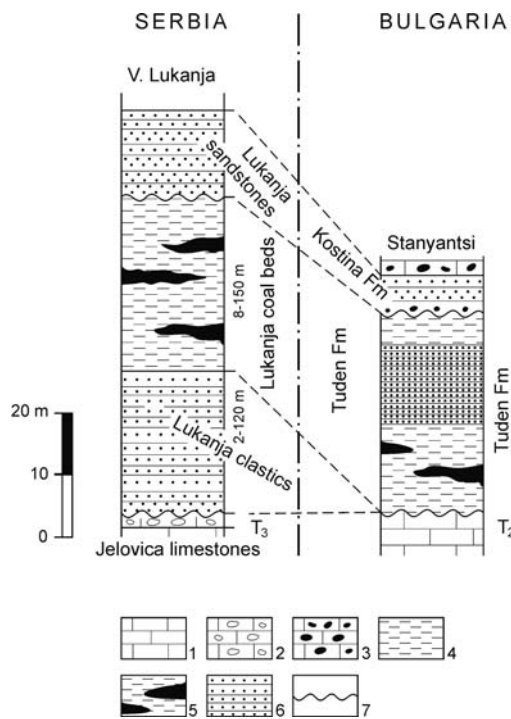 SERBIA
BULGARIA
V. Lukanja
Lukanja
sandstones
Kostina Fm
Stanyantsi
8-150 m
Lukanja coal beds
Tuden Fm
Tuden Fm
20 m
10
0
2-120 m
Lukanja clastics
T3
T2
Jelovica limestones
1
2
3
4
5
6
7